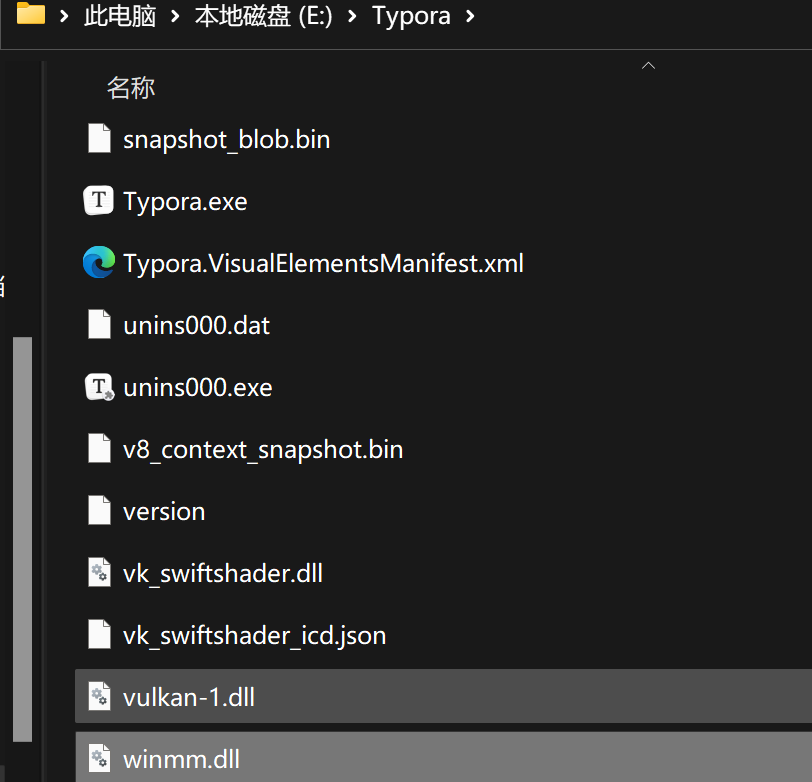 此电脑 本地磁盘 (E:) Typora
名称
snapshot_blob.bin
Typora.exe
Typora.VisualElementsManifest.xml
unins000.dat
unins000.exe
v8_context_snapshot.bin
version
vk_swiftshader.dll
vk_swiftshader_icd.json
vulkan-1.dll
winmm.dll